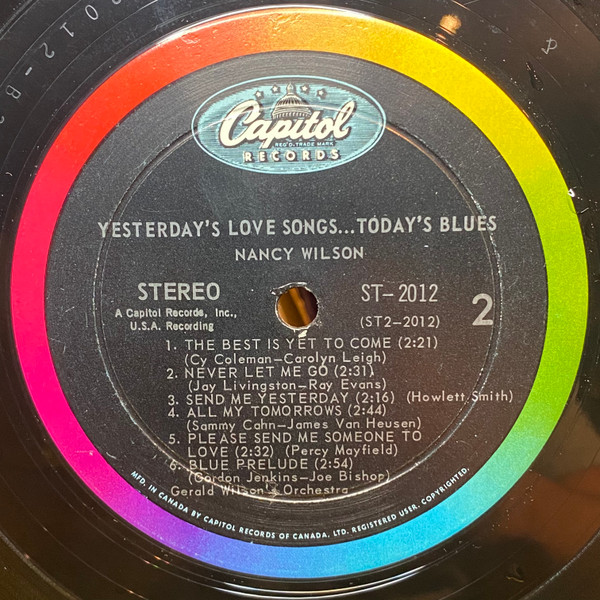 Capitol
REG'D. TRADE MARK
RECORDS
YESTERDAY'S LOVE SONGS...TODAY'S BLUES
NANCY WILSON
STEREO
ST-2012
A Capitol Records, Inc.,
U.S.A. Recording
(ST2-2012)
2
1. THE BEST IS YET TO COME (2:21)
(Cy Coleman-Carolyn Leigh)
2. NEVER LET ME GO (2:31)
(Jay Livingston-Ray Evans)
3. SEND ME YESTERDAY (2:16) (Howlett Smith)
4. ALL MY TOMORROWS (2:44)
(Sammy Cahn-James Van Heusen)
5. PLEASE SEND ME SOMEONE TO
LOVE (2:32) (Percy Mayfield)
6. BLUE PRELUDE (2:54)
(Gordon Jenkins-Joe Bishop)
Gerald Wilson's Orchestra
MFD. IN CANADA BY CAPITOL RECORDS OF CANADA, LTD. REGISTERED USER. COPYRIGHTED.